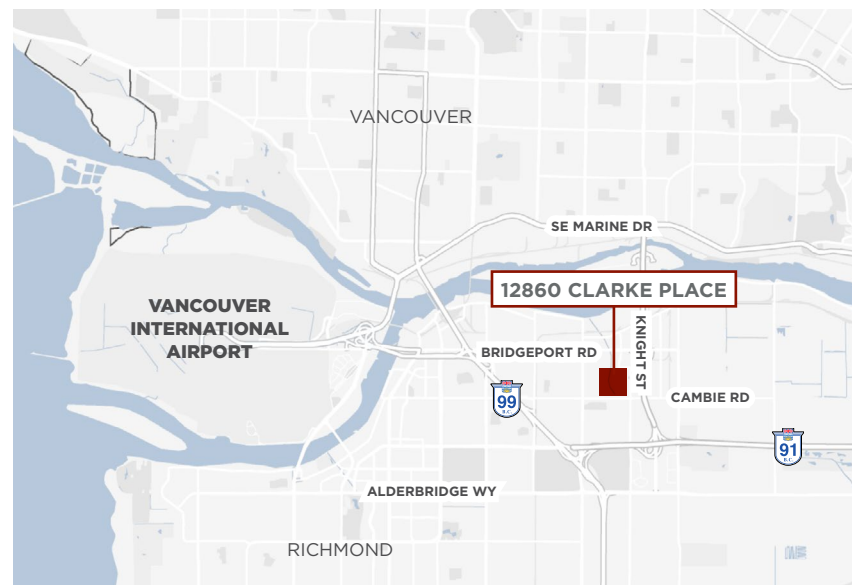 VANCOUVER
SE MARINE DR
12860 CLARKE PLACE
VANCOUVER
INTERNATIONAL
AIRPORT
KNIGHT ST
BRIDGEPORT RD
99
B.C.
CAMBIE RD
91
B.C.
ALDERBRIDGE WY
RICHMOND